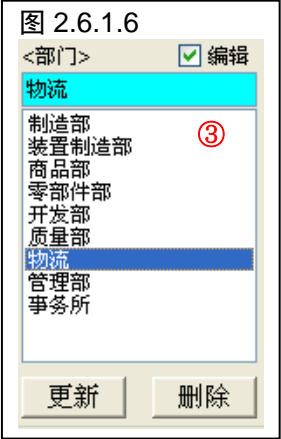 图 2.6.1.6
<部门> 编辑
物流
制造部
③
装置制造部
商品部
零部件部
开发部
质量部
物流
管理部
事务所
更新 删除